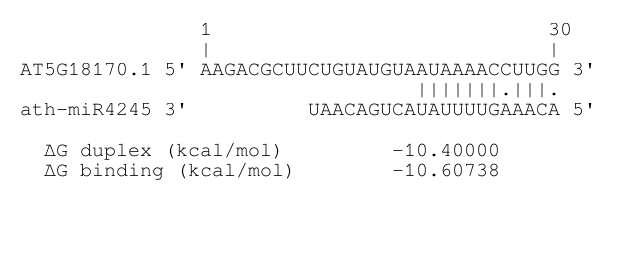 1 30
| |
AT5G18170.1 5' AAGACGCUUCUGUAUGUAAUAAAACCUUGG 3'
|||||||.|||.
ath-miR4245 3' UAACAGUCAUAUUUUGAAACA 5'
ΔG duplex (kcal/mol) -10.40000
ΔG binding (kcal/mol) -10.60738